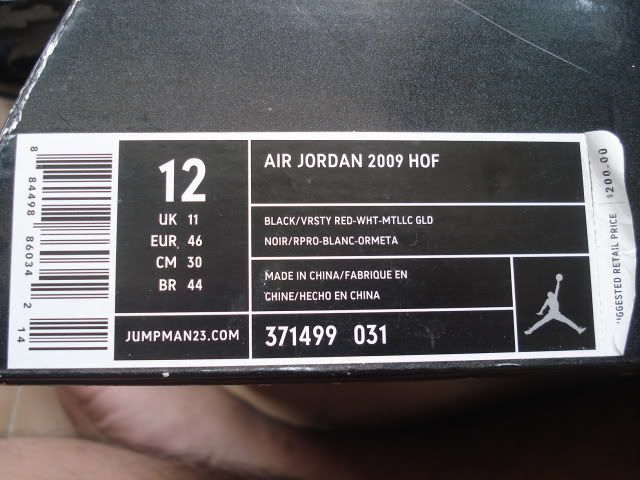 8 84498 86034 2 14
12
UK 11
EUR 46
CM 30
BR 44
JUMPMAN23.COM
AIR JORDAN 2009 HOF
BLACK/VRSTY RED-WHT-MTLLC GLD
NOIR/RPRO-BLANC-ORMETA
MADE IN CHINA/FABRIQUE EN
CHINE/HECHO EN CHINA
371499 031
UGGESTED RETAIL PRICE $200.00